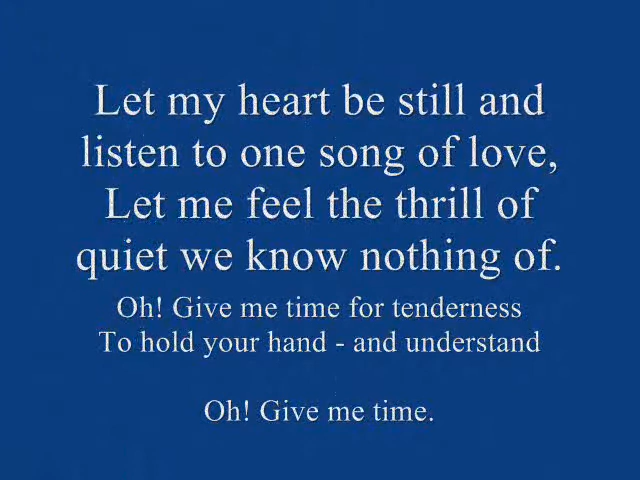 Let my heart be still and
listen to one song of love,
Let me feel the thrill of
quiet we know nothing of.
Oh! Give me time for tenderness
To hold your hand - and understand
Oh! Give me time.